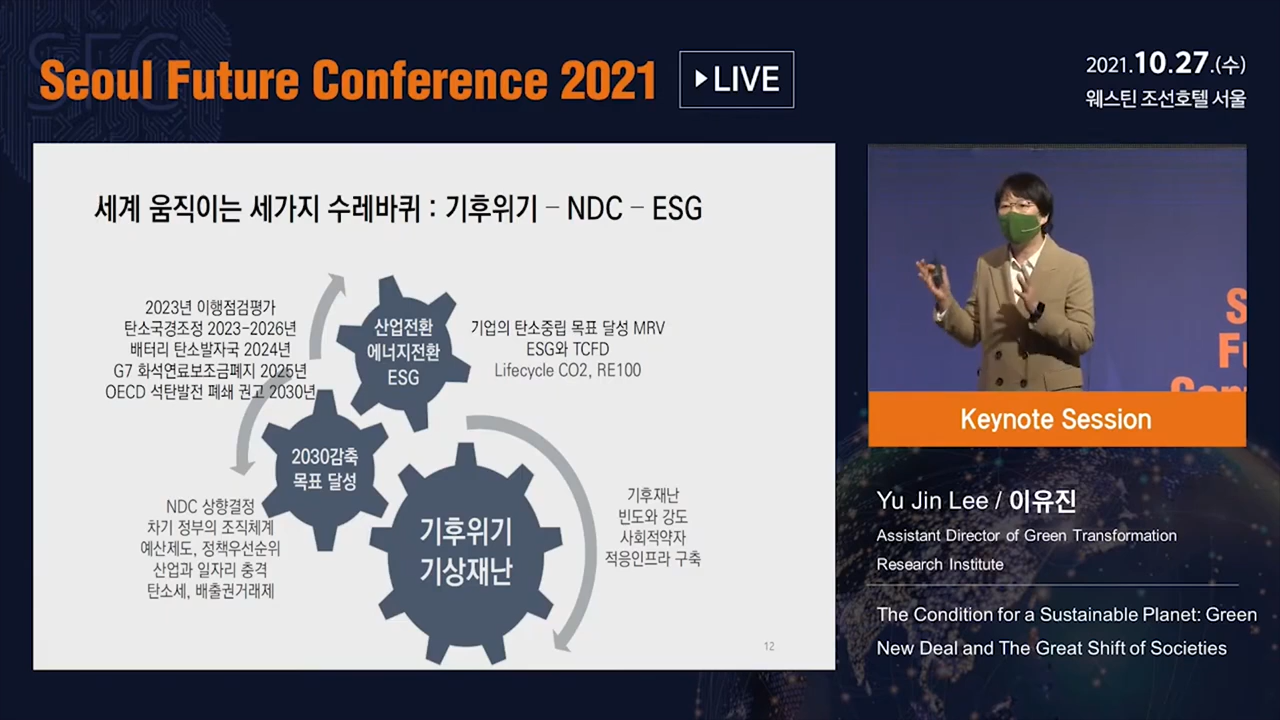 SFC
Seoul Future Conference 2021
LIVE
2021.10.27.(수)
웨스틴 조선호텔 서울
세계 움직이는 세가지 수레바퀴 : 기후위기 – NDC – ESG
2023년 이행점검평가
탄소국경조정 2023-2026년
배터리 탄소발자국 2024년
G7 화석연료보조금폐지 2025년
OECD 석탄발전 폐쇄 권고 2030년
산업전환
에너지전환
ESG
기업의 탄소중립 목표 달성 MRV
ESG와 TCFD
Lifecycle CO2, RE100
2030감축
목표 달성
NDC 상향결정
차기 정부의 조직체계
예산제도, 정책우선순위
산업과 일자리 충격
탄소세, 배출권거래제
기후위기
기상재난
기후재난
빈도와 강도
사회적약자
적응인프라 구축
12
Keynote Session
Yu Jin Lee / 이유진
Assistant Director of Green Transformation
Research Institute
The Condition for a Sustainable Planet: Green
New Deal and The Great Shift of Societies